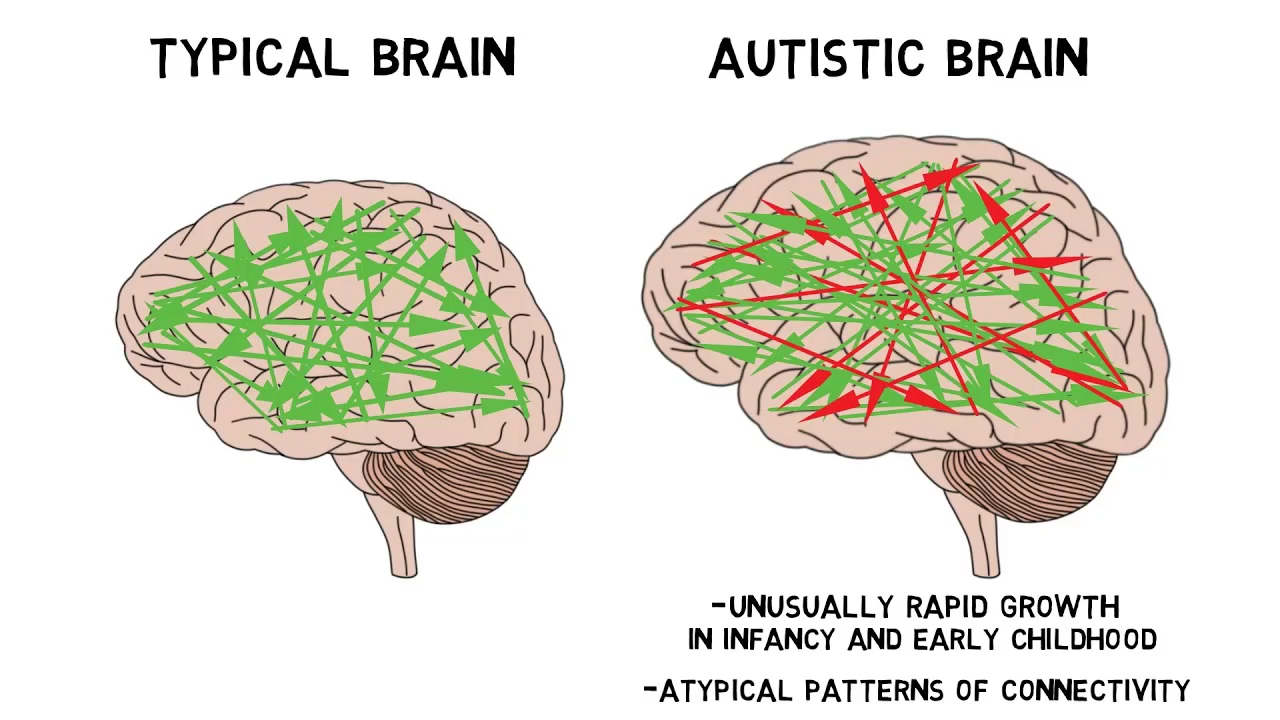 TYPICAL BRAIN
AUTISTIC BRAIN
-UNUSUALLY RAPID GROWTH
IN INFANCY AND EARLY CHILDHOOD
-ATYPICAL PATTERNS OF CONNECTIVITY